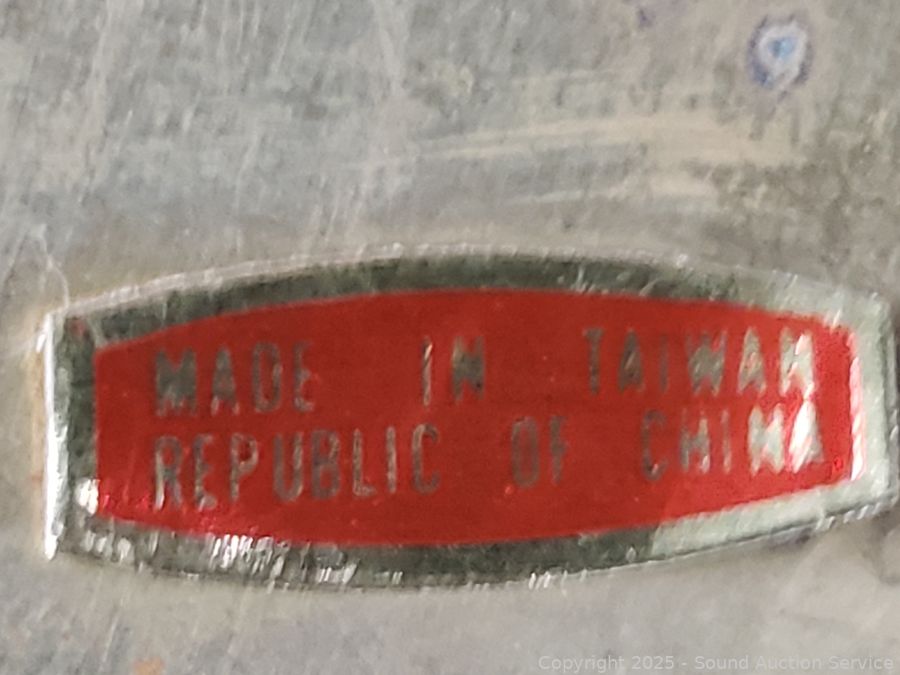 MADE IN TAIWAN
REPUBLIC OF CHINA
Copyright 2025 - Sound Auction Service